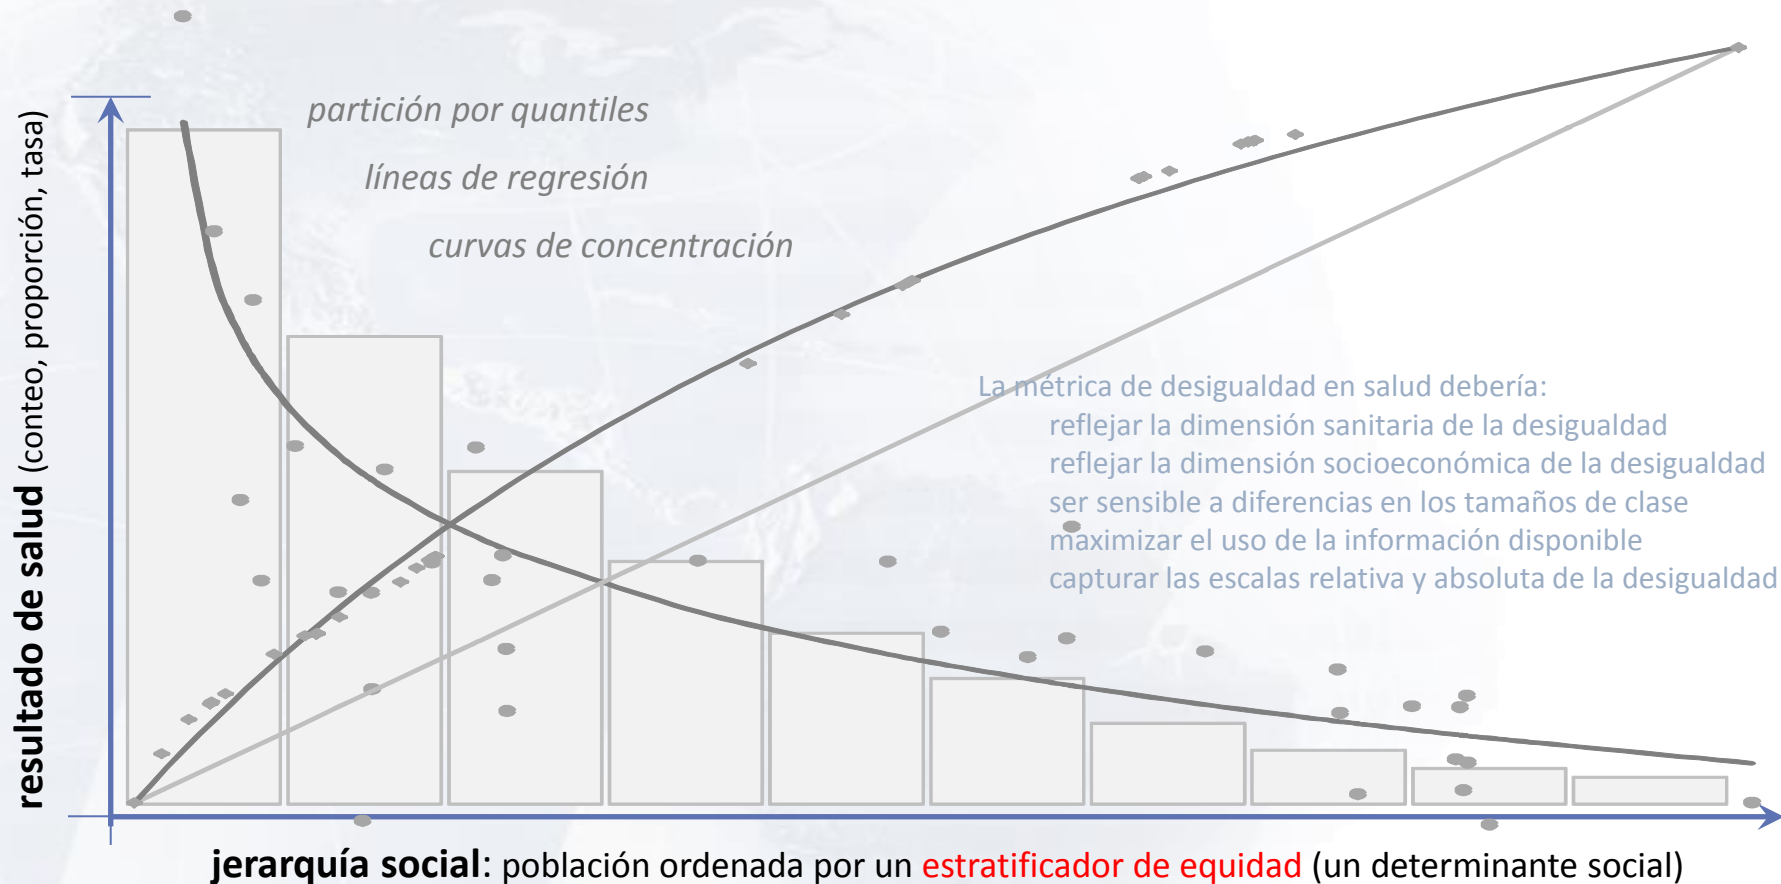 partición por quantiles
líneas de regresión
curvas de concentración
resultado de salud (conteo, proporción, tasa)
La métrica de desigualdad en salud debería:
reflejar la dimensión sanitaria de la desigualdad
reflejar la dimensión socioeconómica de la desigualdad
ser sensible a diferencias en los tamaños de clase
maximizar el uso de la información disponible
capturar las escalas relativa y absoluta de la desigualdad
jerarquía social: población ordenada por un estratificador de equidad (un determinante social)